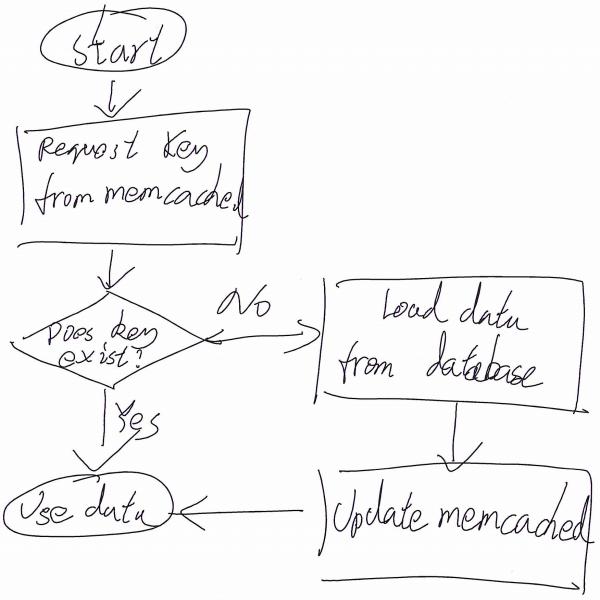 Start
Request Key
from memcached
Does key
exist?
No
Load data
from database
Yes
Use data
Update memcached